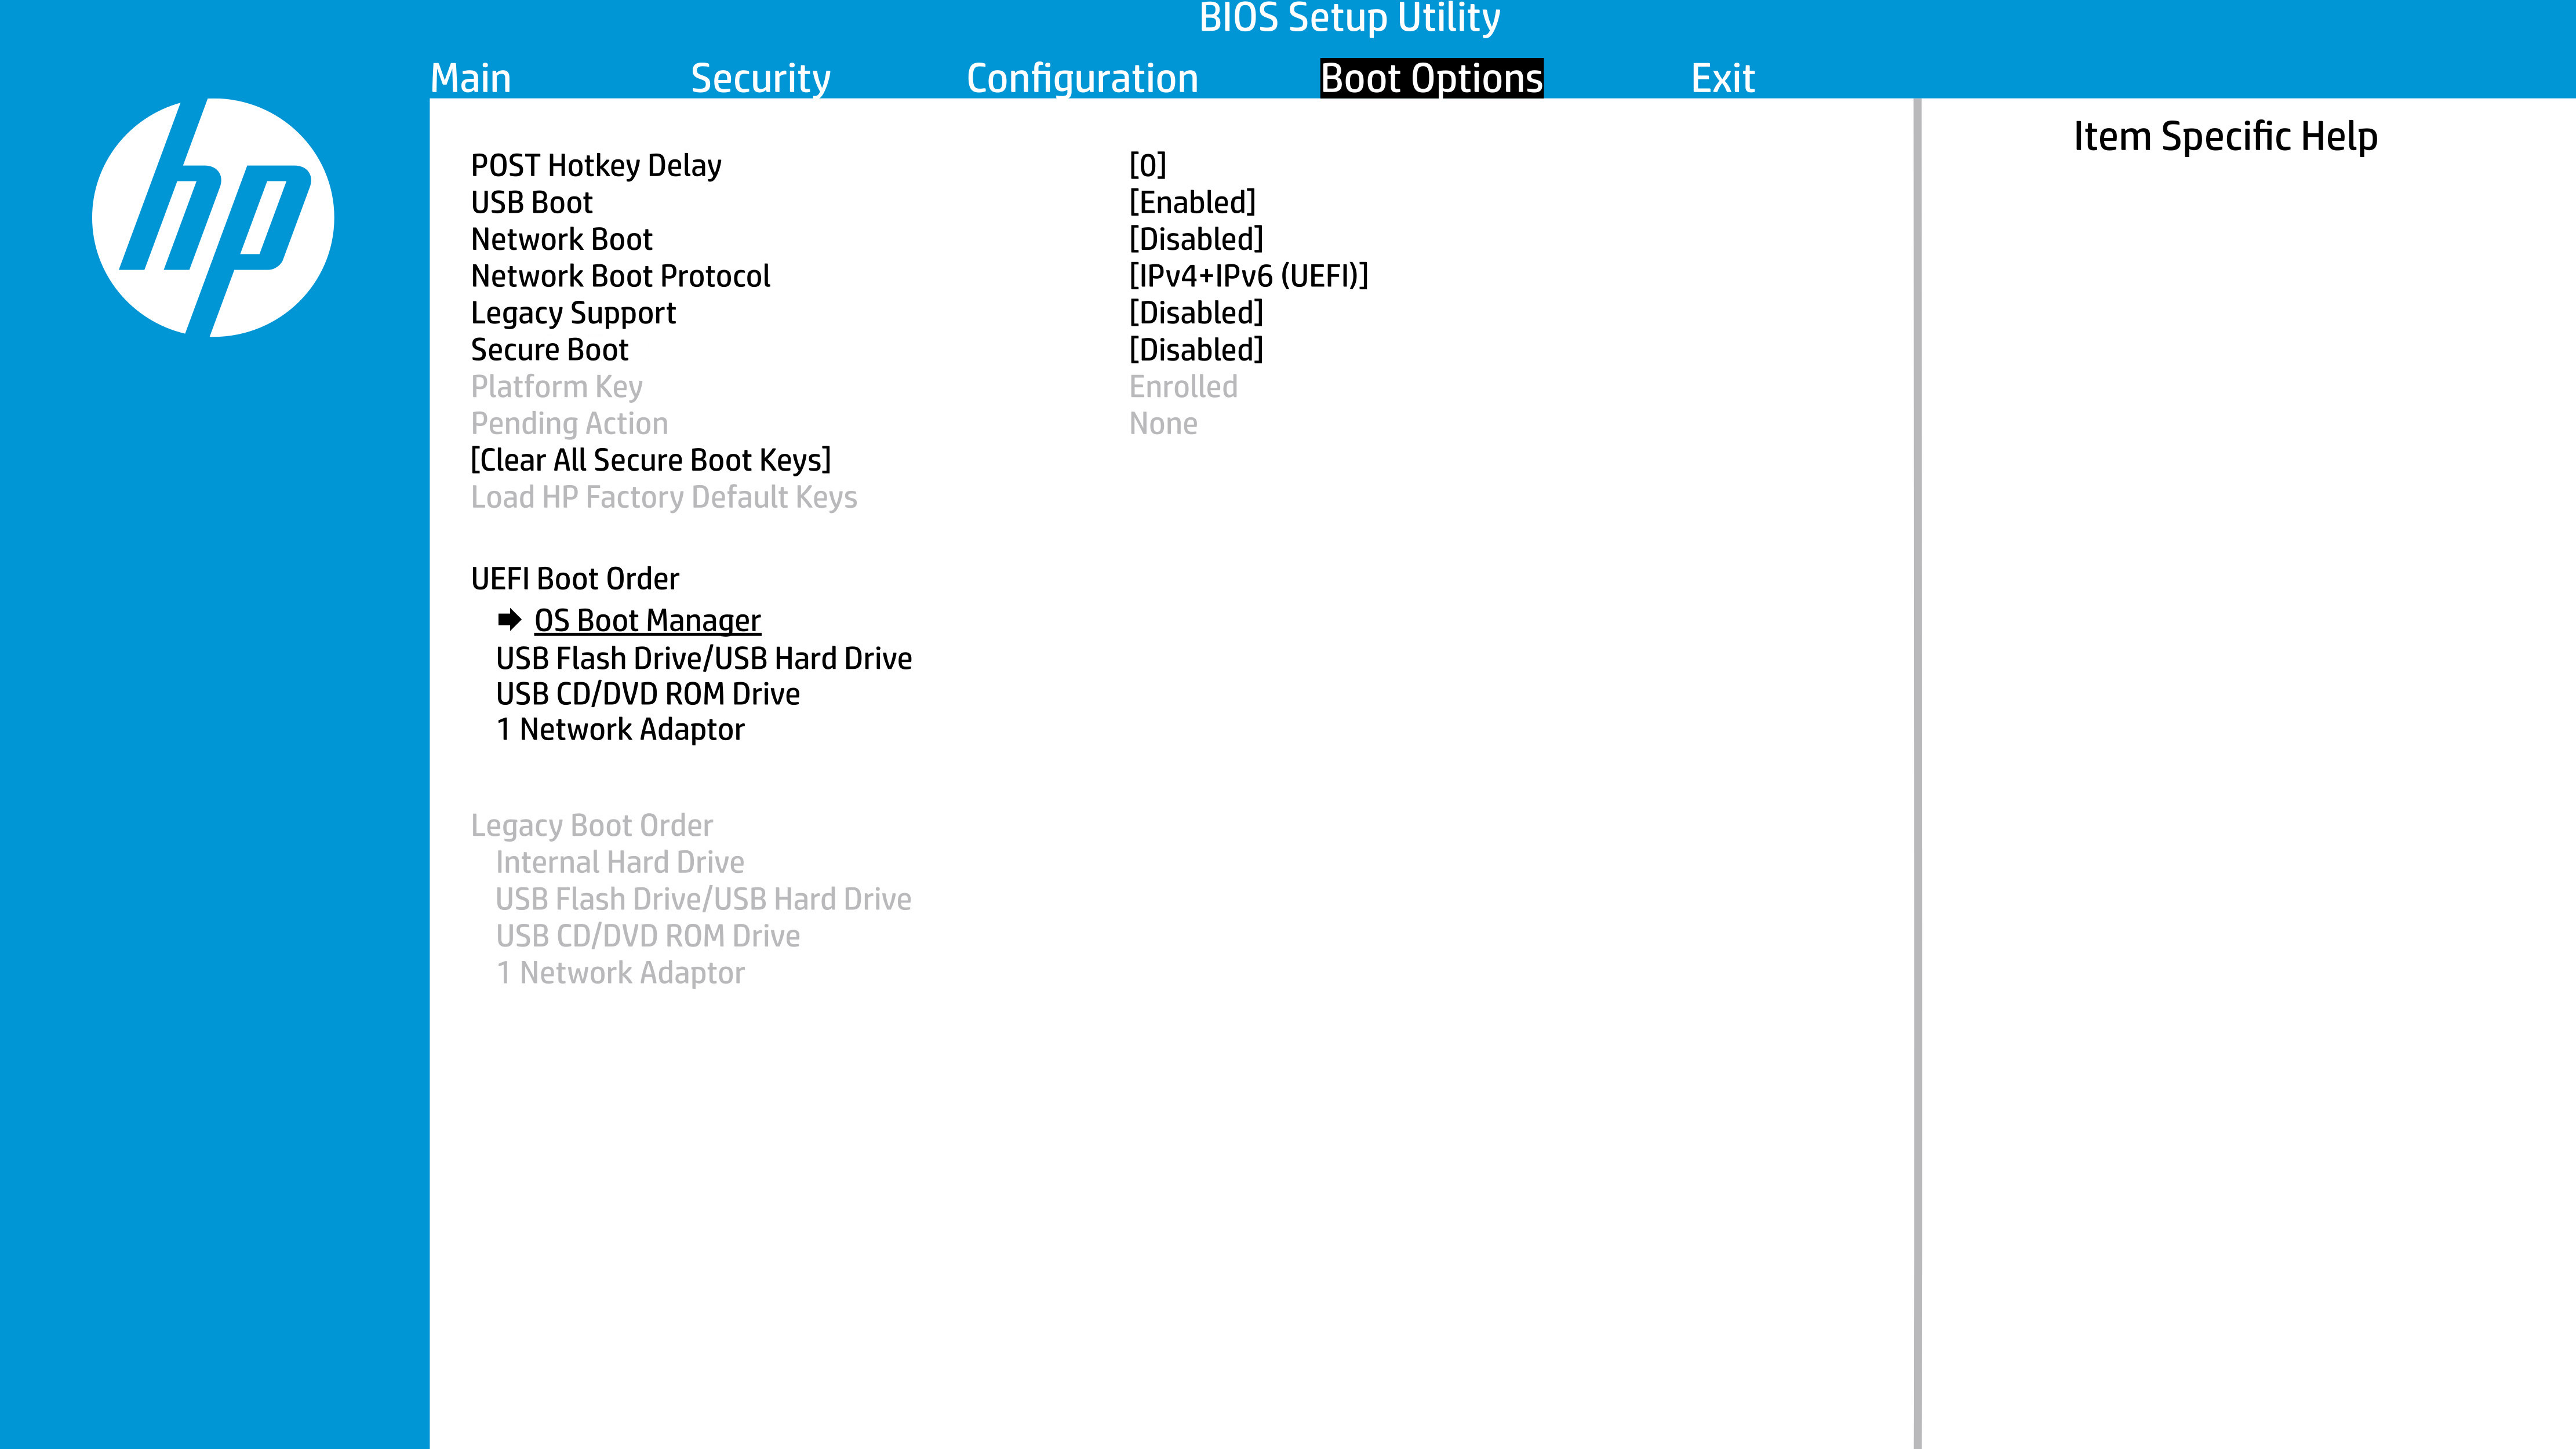 BIOS Setup Utility
Main Security Configuration Boot Options Exit
hp
Item Specific Help
POST Hotkey Delay [0]
USB Boot [Enabled]
Network Boot [Disabled]
Network Boot Protocol [IPv4+IPv6 (UEFI)]
Legacy Support [Disabled]
Secure Boot [Disabled]
Platform Key Enrolled
Pending Action None
[Clear All Secure Boot Keys]
Load HP Factory Default Keys
UEFI Boot Order
OS Boot Manager
USB Flash Drive/USB Hard Drive
USB CD/DVD ROM Drive
1 Network Adaptor
Legacy Boot Order
Internal Hard Drive
USB Flash Drive/USB Hard Drive
USB CD/DVD ROM Drive
1 Network Adaptor